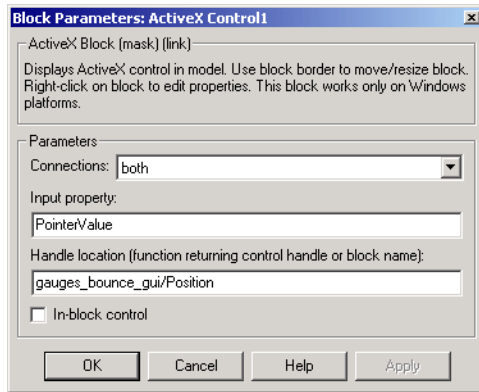 Block Parameters: ActiveX Control1
ActiveX Block (mask) (link)
Displays ActiveX control in model. Use block border to move/resize block.
Right-click on block to edit properties. This block works only on Windows
platforms.
Parameters
Connections: both
Input property:
PointerValue
Handle location (function returning control handle or block name):
gauges_bounce_gui/Position
In-block control
OK Cancel Help Apply